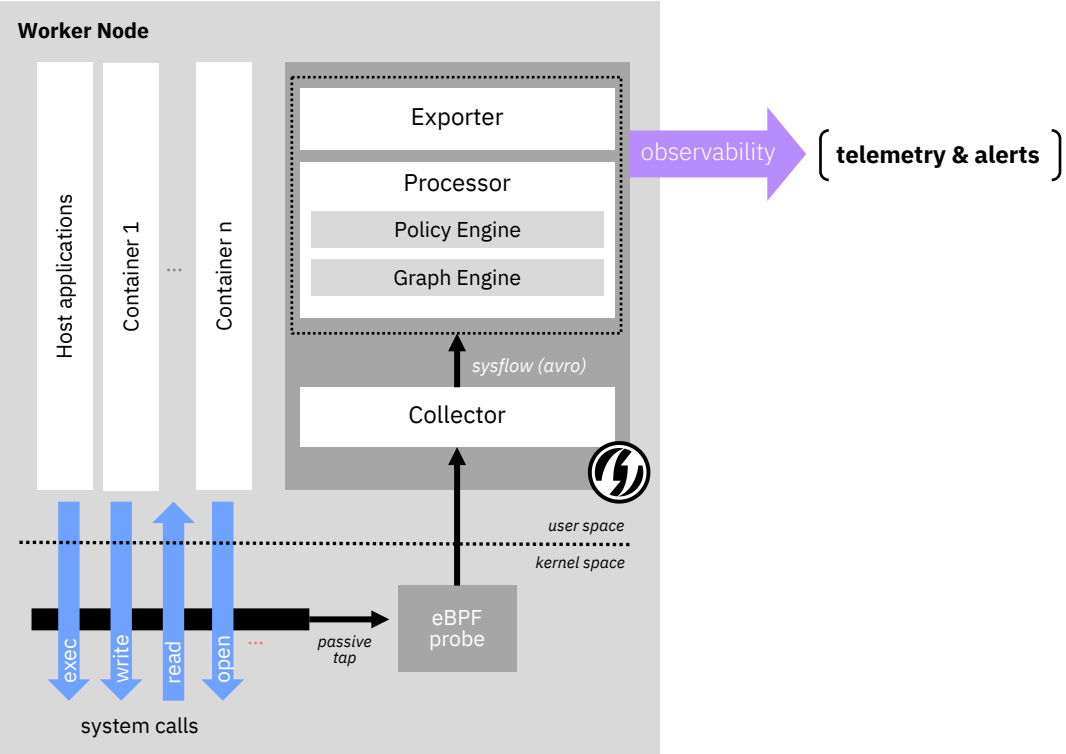 Worker Node
Host applications
Container 1
...
Container n
Exporter
Processor
Policy Engine
Graph Engine
observability
telemetry & alerts
sysflow (avro)
Collector
user space
kernel space
exec
write
read
open
...
passive
tap
eBPF
probe
system calls